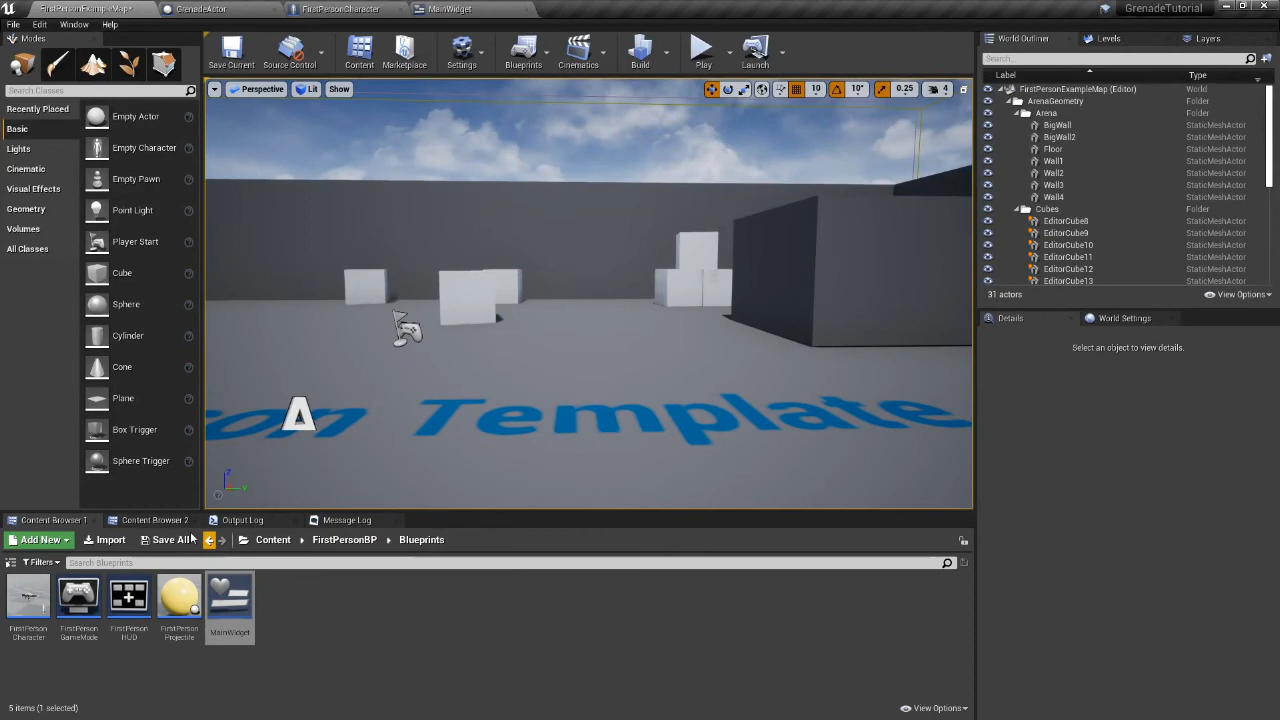 FirstPersonExampleMap*
GrenadeActor
FirstPersonCharacter
MainWidget
GrenadeTutorial
File Edit Window Help
Modes
Search Classes
Recently Placed
Basic
Lights
Cinematic
Visual Effects
Geometry
Volumes
All Classes
Empty Actor
Empty Character
Empty Pawn
Point Light
Player Start
Cube
Sphere
Cylinder
Cone
Plane
Box Trigger
Sphere Trigger
Save Current
Source Control
Content
Marketplace
Settings
Blueprints
Cinematics
Build
Play
Launch
Perspective
Lit
Show
10
10°
0.25
4
on Template
World Outliner
Levels
Layers
Search...
Label Type
FirstPersonExampleMap (Editor) World
ArenaGeometry Folder
Arena Folder
BigWall StaticMeshActor
BigWall2 StaticMeshActor
Floor StaticMeshActor
Wall1 StaticMeshActor
Wall2 StaticMeshActor
Wall3 StaticMeshActor
Wall4 StaticMeshActor
Cubes Folder
EditorCube8 StaticMeshActor
EditorCube9 StaticMeshActor
EditorCube10 StaticMeshActor
EditorCube11 StaticMeshActor
EditorCube12 StaticMeshActor
EditorCube13 StaticMeshActor
31 actors
View Options
Details
World Settings
Select an object to view details.
Content Browser 1
Content Browser 2
Output Log
Message Log
Add New
Import
Save All
Content
FirstPersonBP
Blueprints
Filters
Search Blueprints
FirstPerson
Character
FirstPerson
GameMode
FirstPerson
HUD
FirstPerson
Projectile
MainWidget
5 items (1 selected)
View Options